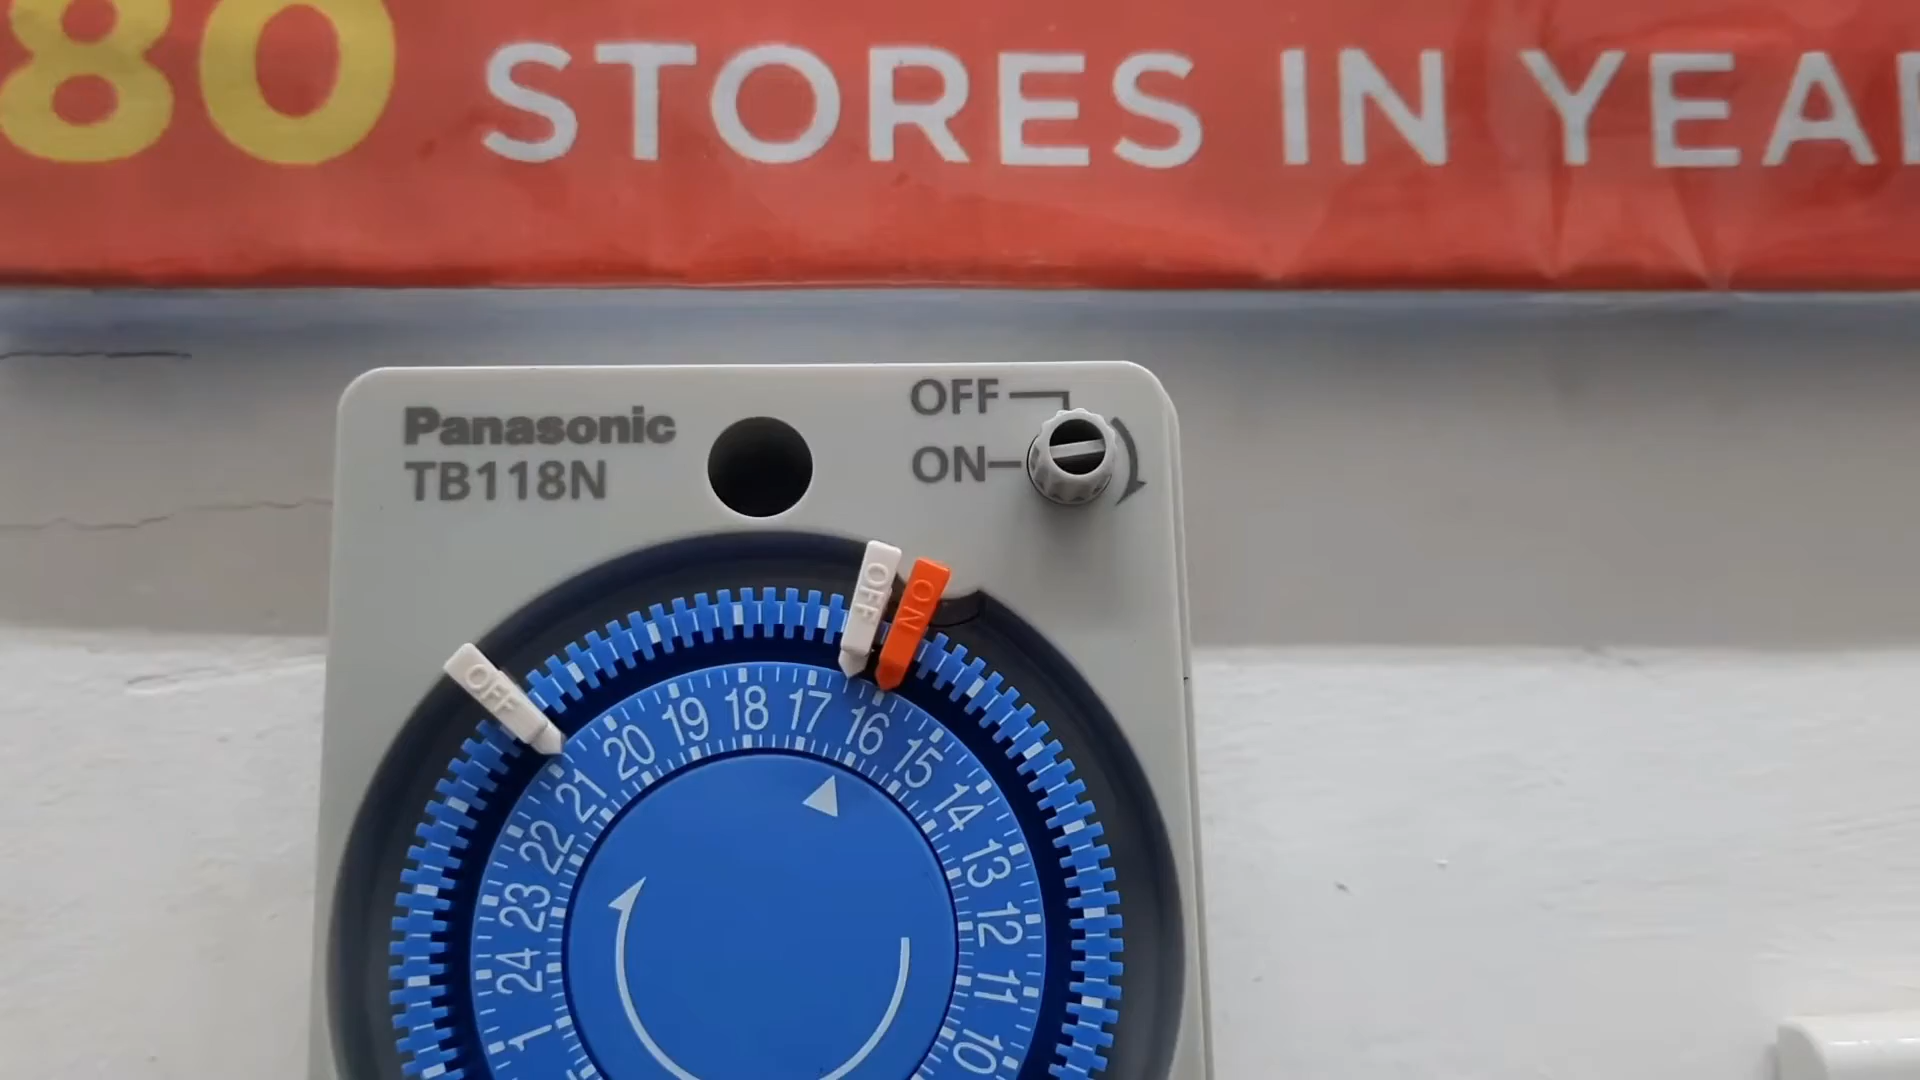 80 STORES IN YEA
Panasonic
TB118N
OFF
ON
OFF
ON
OFF
24 23 22 21 20 19 18 17 16 15 14 13 12 11 10
1